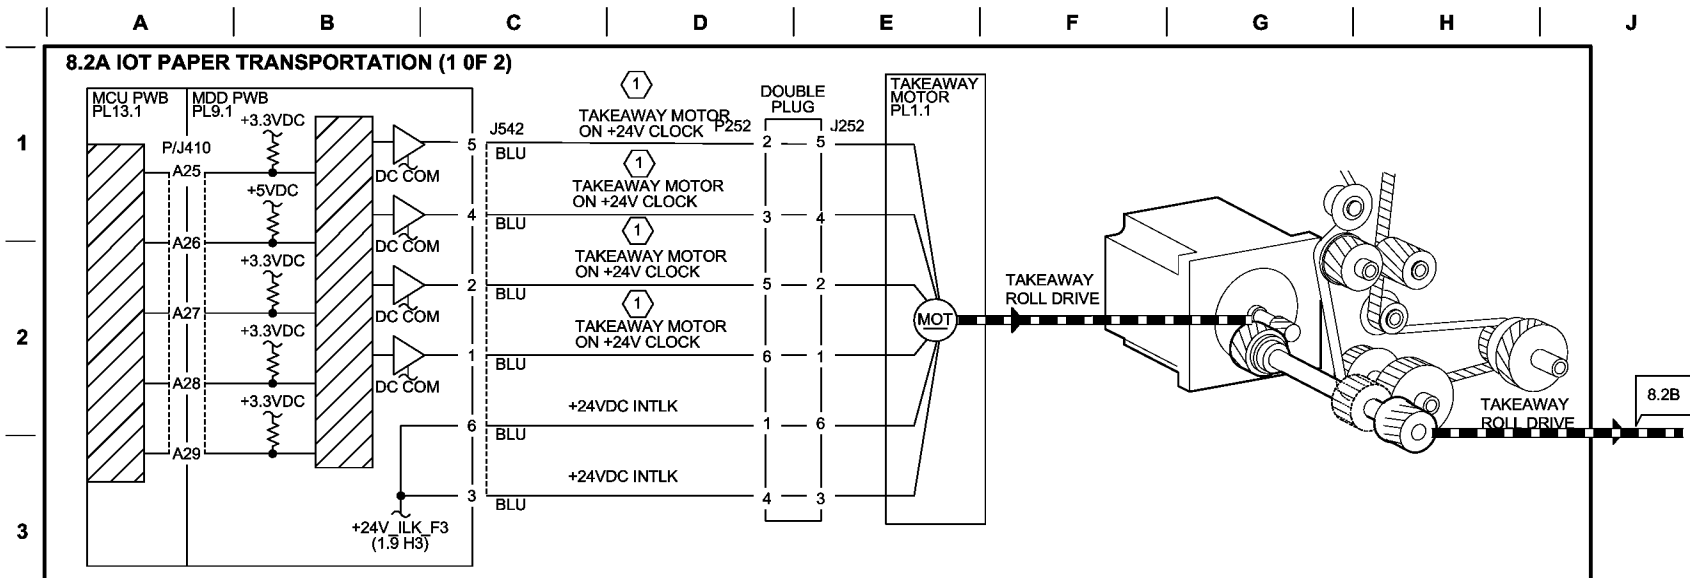 A B C D E F G H J
8.2A IOT PAPER TRANSPORTATION (1 0F 2)
MCU PWB
PL13.1
MDD PWB
PL9.1
+3.3VDC
P/J410
A25
+5VDC
A26
+3.3VDC
A27
+3.3VDC
A28
+3.3VDC
A29
DC COM
DC COM
DC COM
DC COM
+24V_ILK_F3
(1.9 H3)
J542
5
BLU
4
BLU
2
BLU
1
BLU
6
BLU
3
BLU
1
TAKEAWAY MOTOR
ON +24V CLOCK
1
TAKEAWAY MOTOR
ON +24V CLOCK
1
TAKEAWAY MOTOR
ON +24V CLOCK
1
TAKEAWAY MOTOR
ON +24V CLOCK
+24VDC INTLK
+24VDC INTLK
DOUBLE
PLUG
P252 J252
2 5
3 4
5 2
6 1
1 6
4 3
TAKEAWAY
MOTOR
PL1.1
MOT
TAKEAWAY
ROLL DRIVE
TAKEAWAY
ROLL DRIVE
8.2B
1
2
3